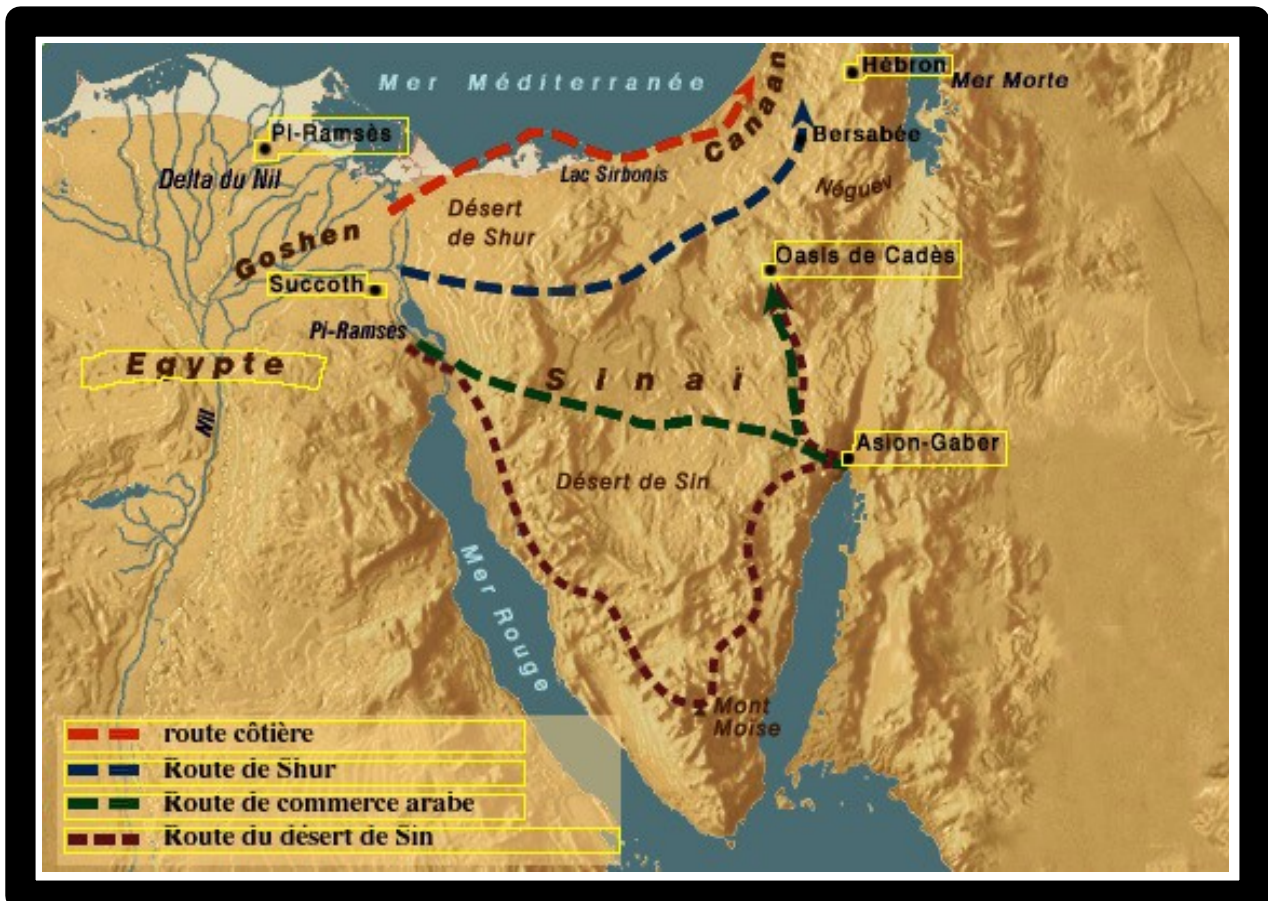 Mer Méditerranée
Hébron
Mer Morte
Canaan
Pi-Ramsès
Bersabée
Delta du Nil
Lac Sirbonis
Néguev
Désert
de Shur
Goshen
Oasis de Cadès
Succoth
Pi-Ramsès
Egypte
Sinai
Nil
Asion-Gaber
Désert de Sin
Mer Rouge
Mont
Moïse
route côtière
Route de Shur
Route de commerce arabe
Route du désert de Sin